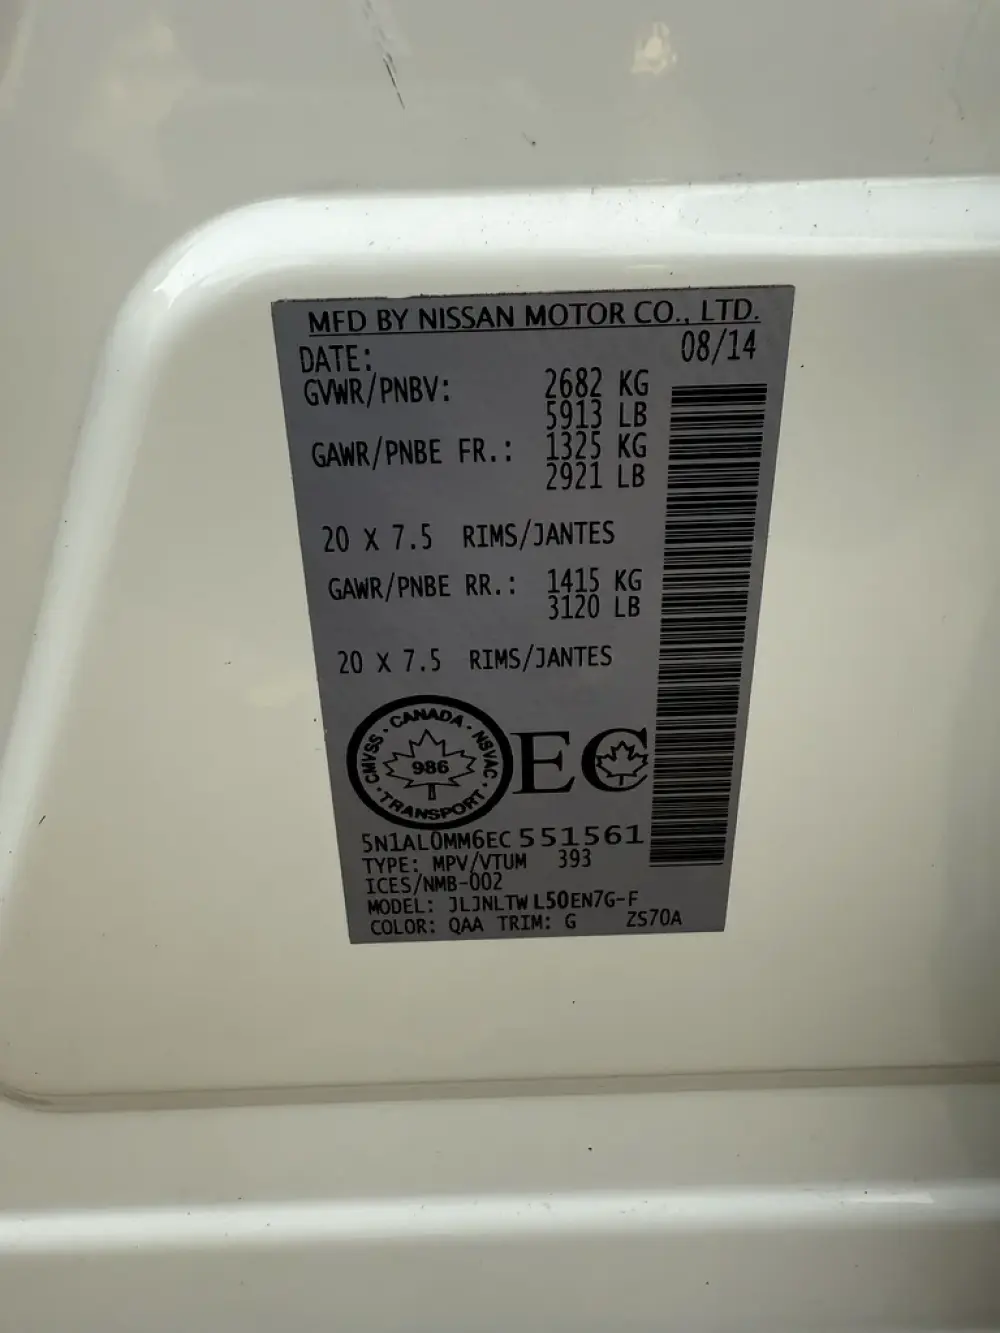 MFD BY NISSAN MOTOR CO., LTD.
DATE: 08/14
GVWR/PNBV: 2682 KG
5913 LB
GAWR/PNBE FR.: 1325 KG
2921 LB
20 X 7.5 RIMS/JANTES
GAWR/PNBE RR.: 1415 KG
3120 LB
20 X 7.5 RIMS/JANTES
CANADA · NSVAC · TRANSPORT · CMVSS ·
986
EC
5N1AL0MM6EC551561
TYPE: MPV/VTUM 393
ICES/NMB-002
MODEL: JLJNLTWL50EN7G-F
COLOR: QAA TRIM: G ZS70A